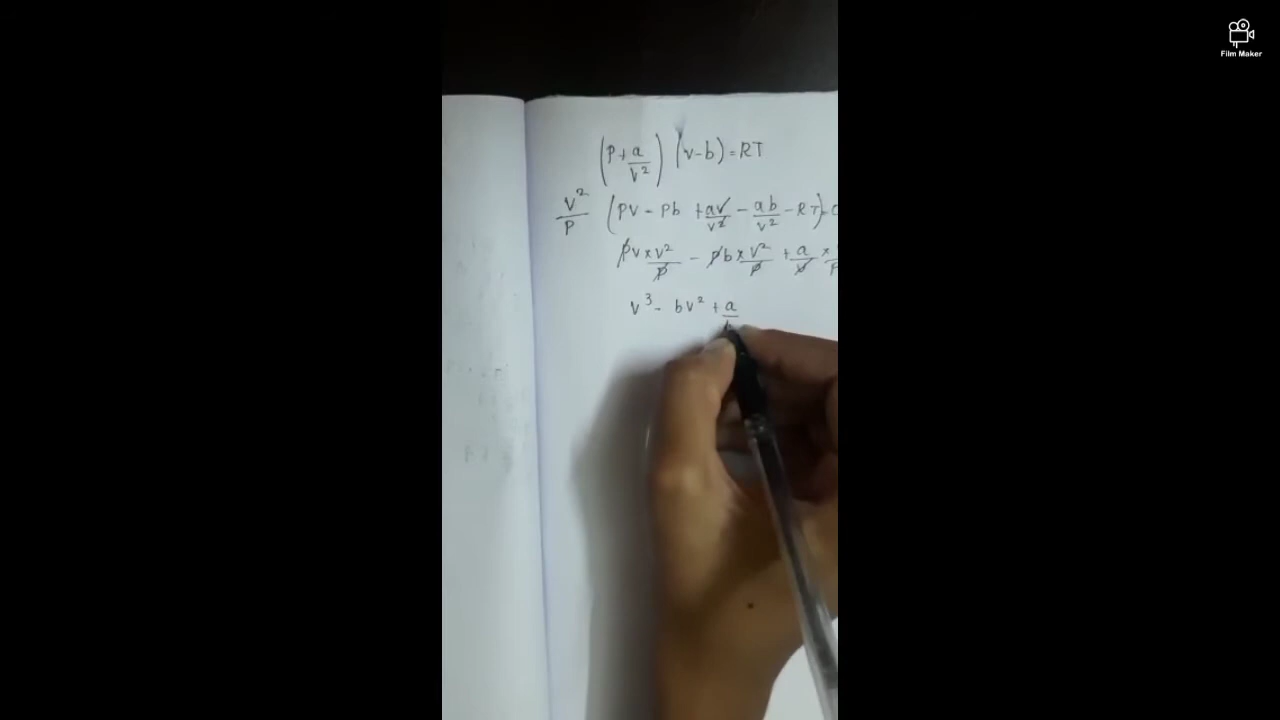 Film Maker
(P+a/V²) (V-b)=RT
V²/P (PV - Pb + av/v² - ab/v² - RT)=0
Pv×v²/P - Pb×v²/P + a/v ×
v³- bv² + a